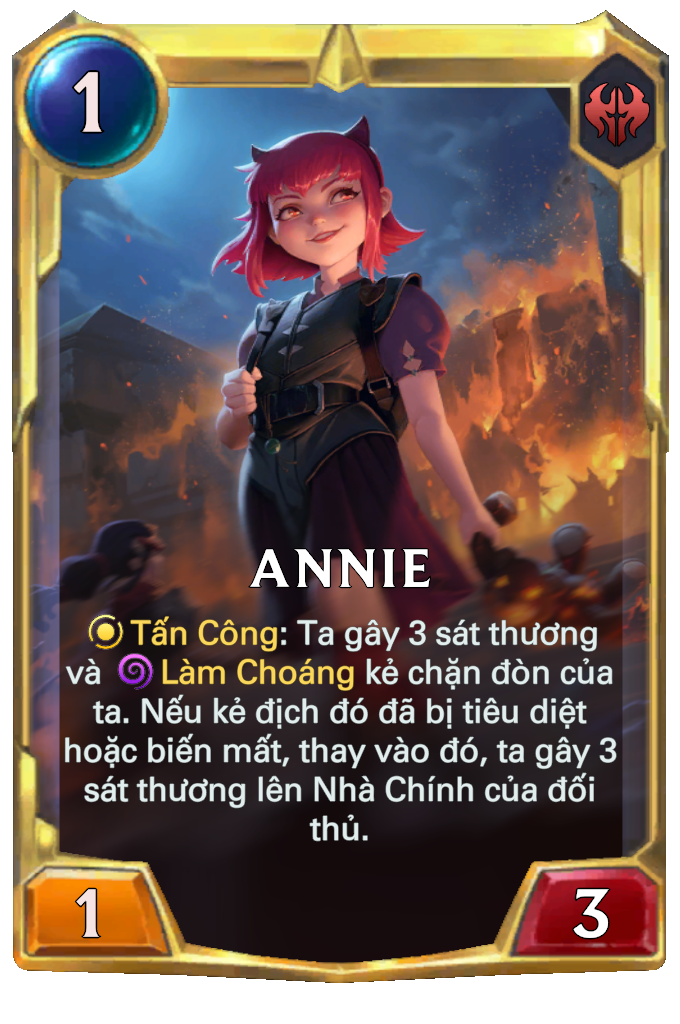 1
ANNIE
Tấn Công: Ta gây 3 sát thương
và Làm Choáng kẻ chặn đòn của
ta. Nếu kẻ địch đó đã bị tiêu diệt
hoặc biến mất, thay vào đó, ta gây 3
sát thương lên Nhà Chính của đối
thủ.
1
3